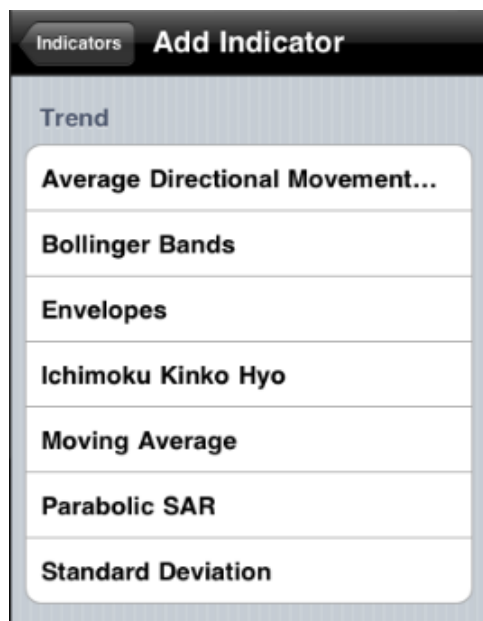 Indicators
Add Indicator
Trend
Average Directional Movement...
Bollinger Bands
Envelopes
Ichimoku Kinko Hyo
Moving Average
Parabolic SAR
Standard Deviation